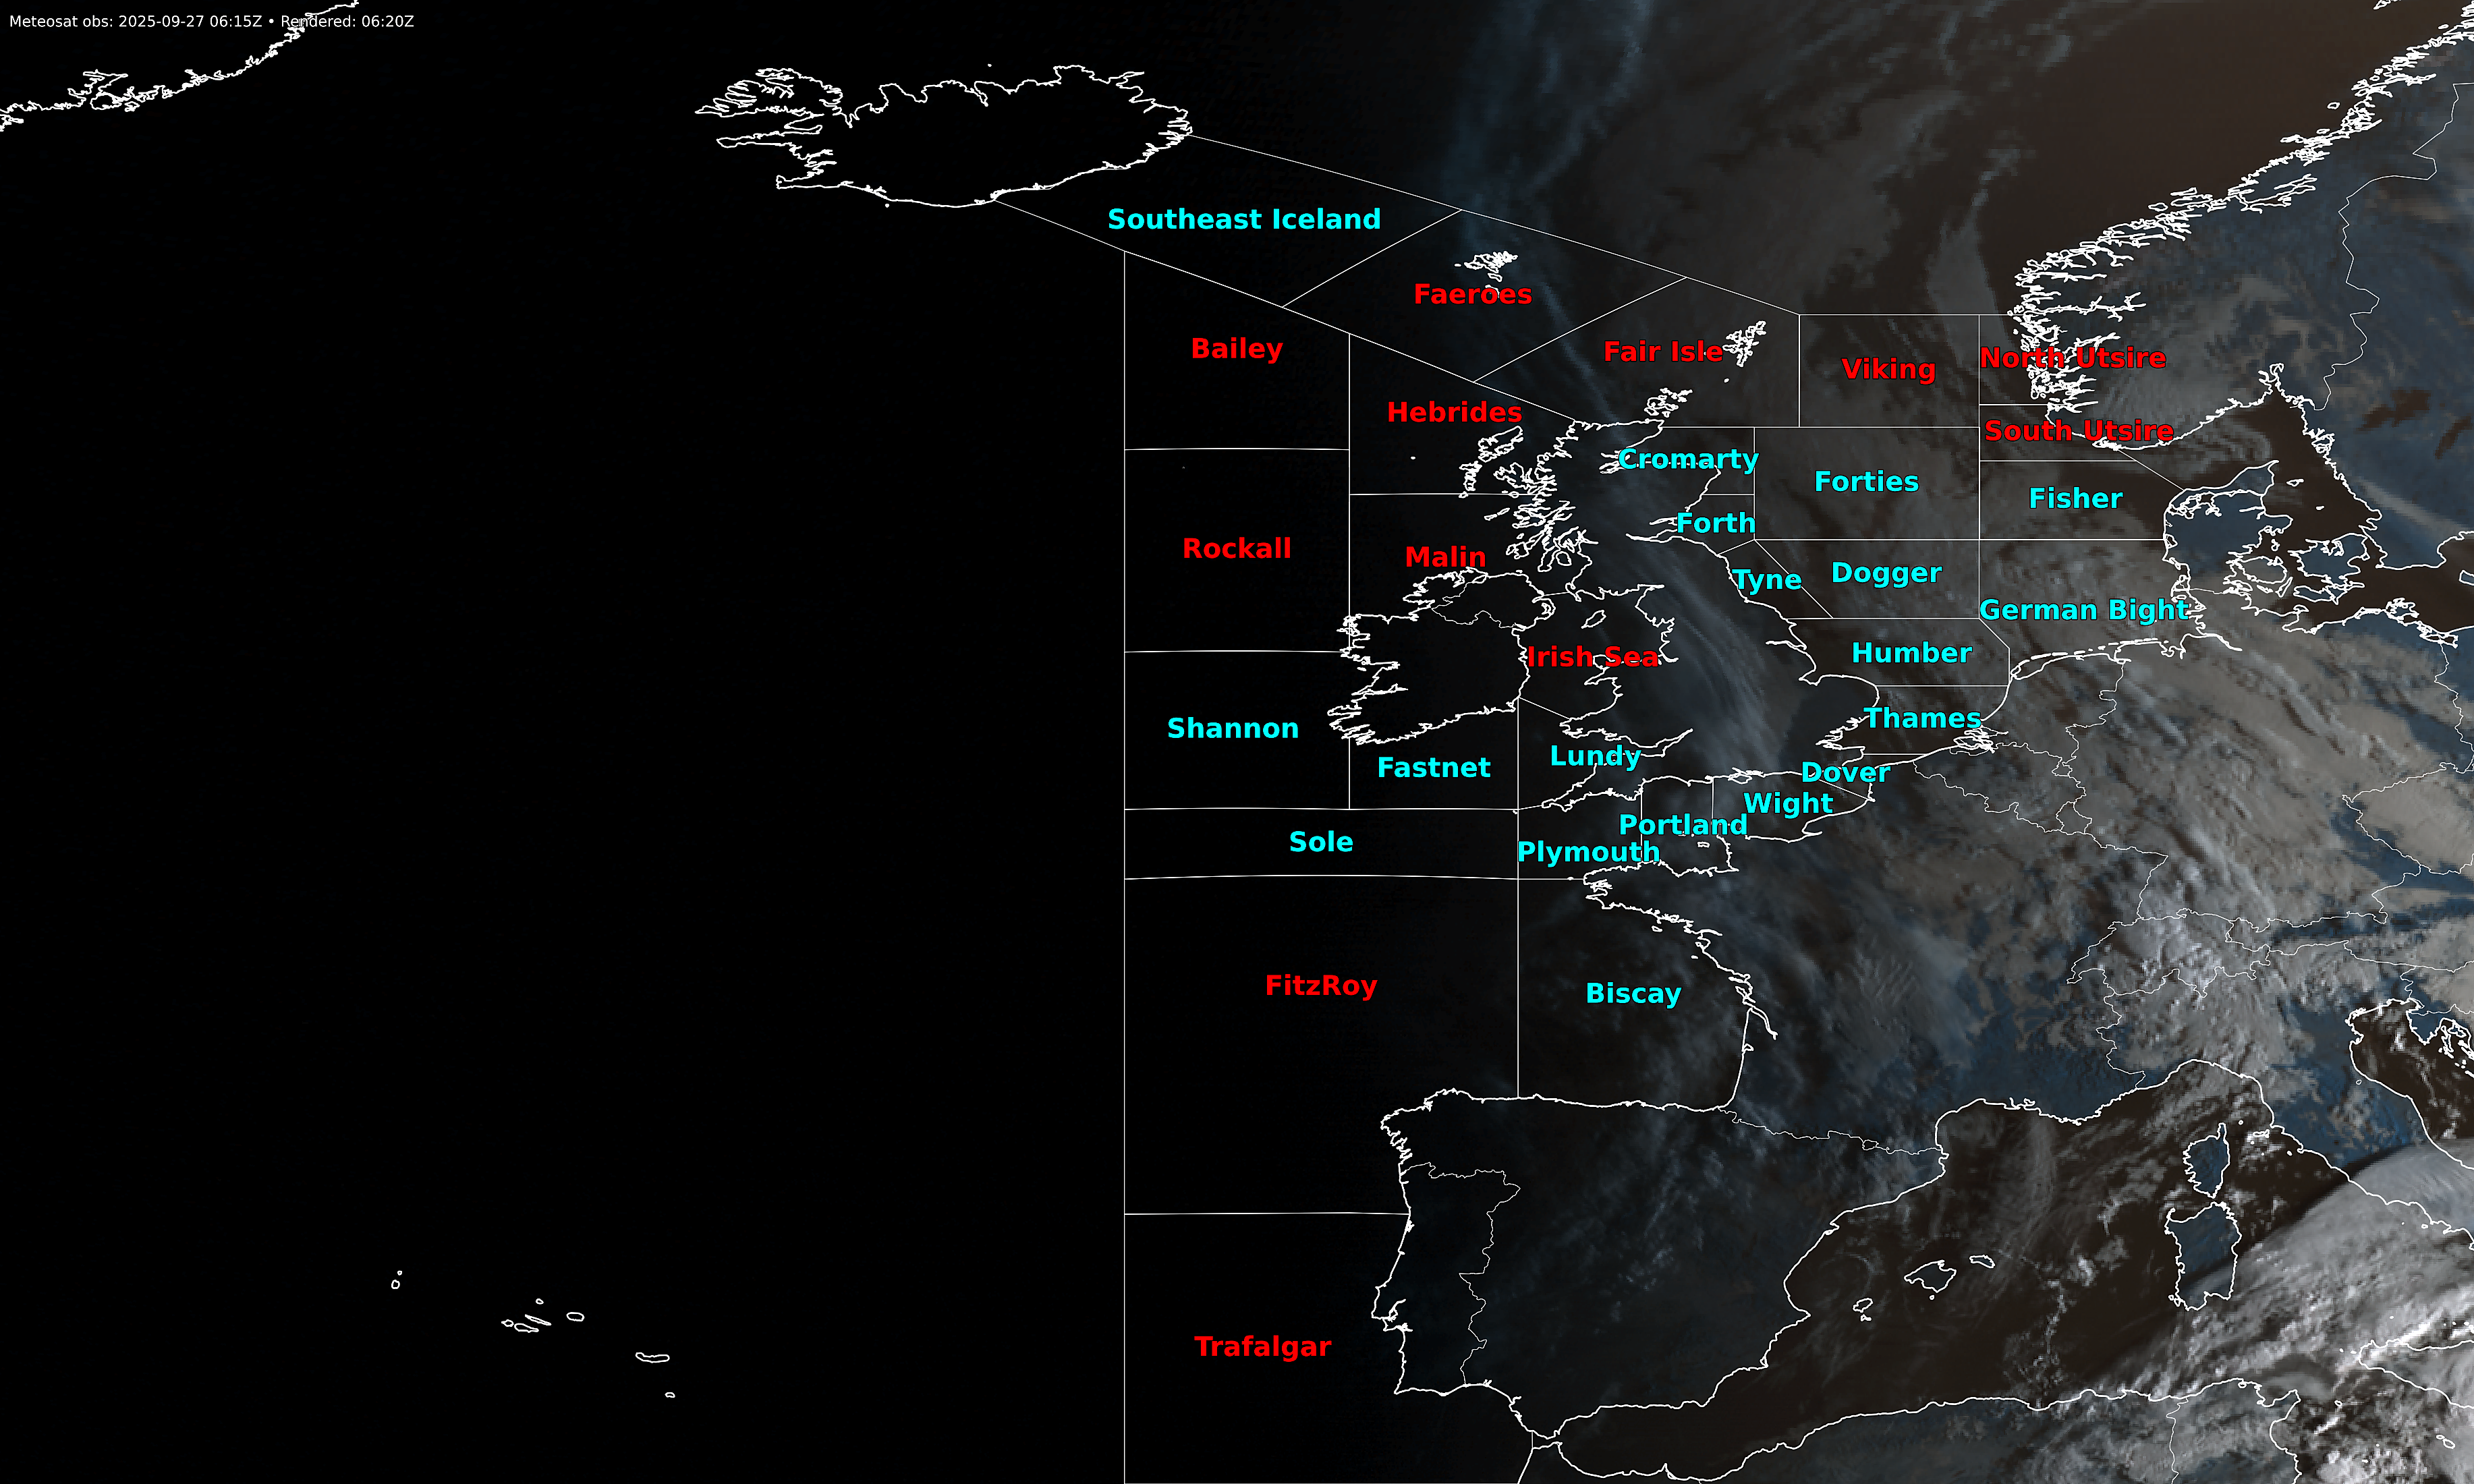 Meteosat obs: 2025-09-27 06:15Z • Rendered: 06:20Z
Southeast Iceland
Faeroes
Bailey
Fair Isle
Viking
North Utsire
Hebrides
South Utsire
Cromarty
Forties
Fisher
Forth
Rockall
Malin
Tyne
Dogger
German Bight
Irish Sea
Humber
Shannon
Thames
Fastnet
Lundy
Dover
Wight
Sole
Portland
Plymouth
FitzRoy
Biscay
Trafalgar